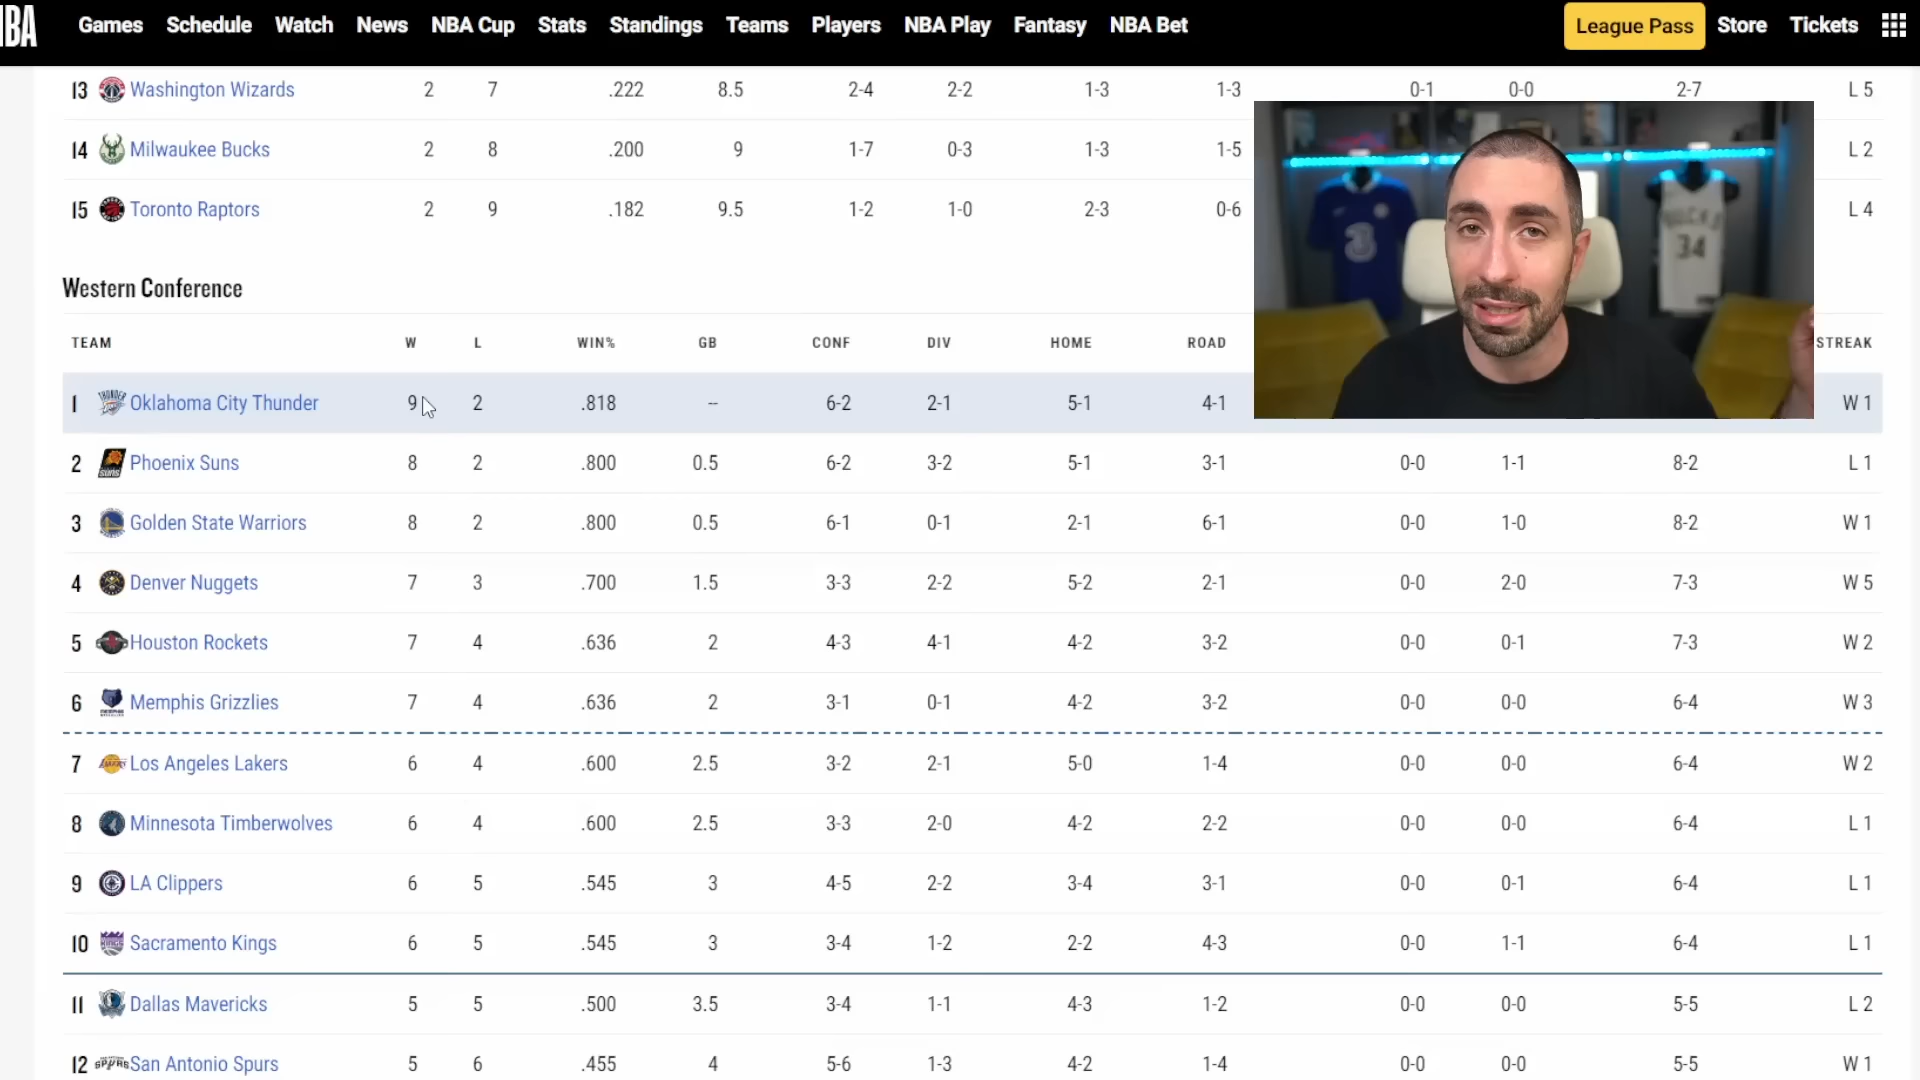 NBA Games Schedule Watch News NBA Cup Stats Standings Teams Players NBA Play Fantasy NBA Bet League Pass Store Tickets
13 Washington Wizards 2 7 .222 8.5 2-4 2-2 1-3 1-3 0-1 0-0 2-7 L 5
14 Milwaukee Bucks 2 8 .200 9 1-7 0-3 1-3 1-5 L 2
15 Toronto Raptors 2 9 .182 9.5 1-2 1-0 2-3 0-6 L 4
3
34
Western Conference
TEAM W L WIN% GB CONF DIV HOME ROAD STREAK
1 Oklahoma City Thunder 9 2 .818 -- 6-2 2-1 5-1 4-1 W 1
2 Phoenix Suns 8 2 .800 0.5 6-2 3-2 5-1 3-1 0-0 1-1 8-2 L 1
3 Golden State Warriors 8 2 .800 0.5 6-1 0-1 2-1 6-1 0-0 1-0 8-2 W 1
4 Denver Nuggets 7 3 .700 1.5 3-3 2-2 5-2 2-1 0-0 2-0 7-3 W 5
5 Houston Rockets 7 4 .636 2 4-3 4-1 4-2 3-2 0-0 0-1 7-3 W 2
6 Memphis Grizzlies 7 4 .636 2 3-1 0-1 4-2 3-2 0-0 0-0 6-4 W 3
7 Los Angeles Lakers 6 4 .600 2.5 3-2 2-1 5-0 1-4 0-0 0-0 6-4 W 2
8 Minnesota Timberwolves 6 4 .600 2.5 3-3 2-0 4-2 2-2 0-0 0-0 6-4 L 1
9 LA Clippers 6 5 .545 3 4-5 2-2 3-4 3-1 0-0 0-1 6-4 L 1
10 Sacramento Kings 6 5 .545 3 3-4 1-2 2-2 4-3 0-0 1-1 6-4 L 1
11 Dallas Mavericks 5 5 .500 3.5 3-4 1-1 4-3 1-2 0-0 0-0 5-5 L 2
12 San Antonio Spurs 5 6 .455 4 5-6 1-3 4-2 1-4 0-0 0-0 5-5 W 1